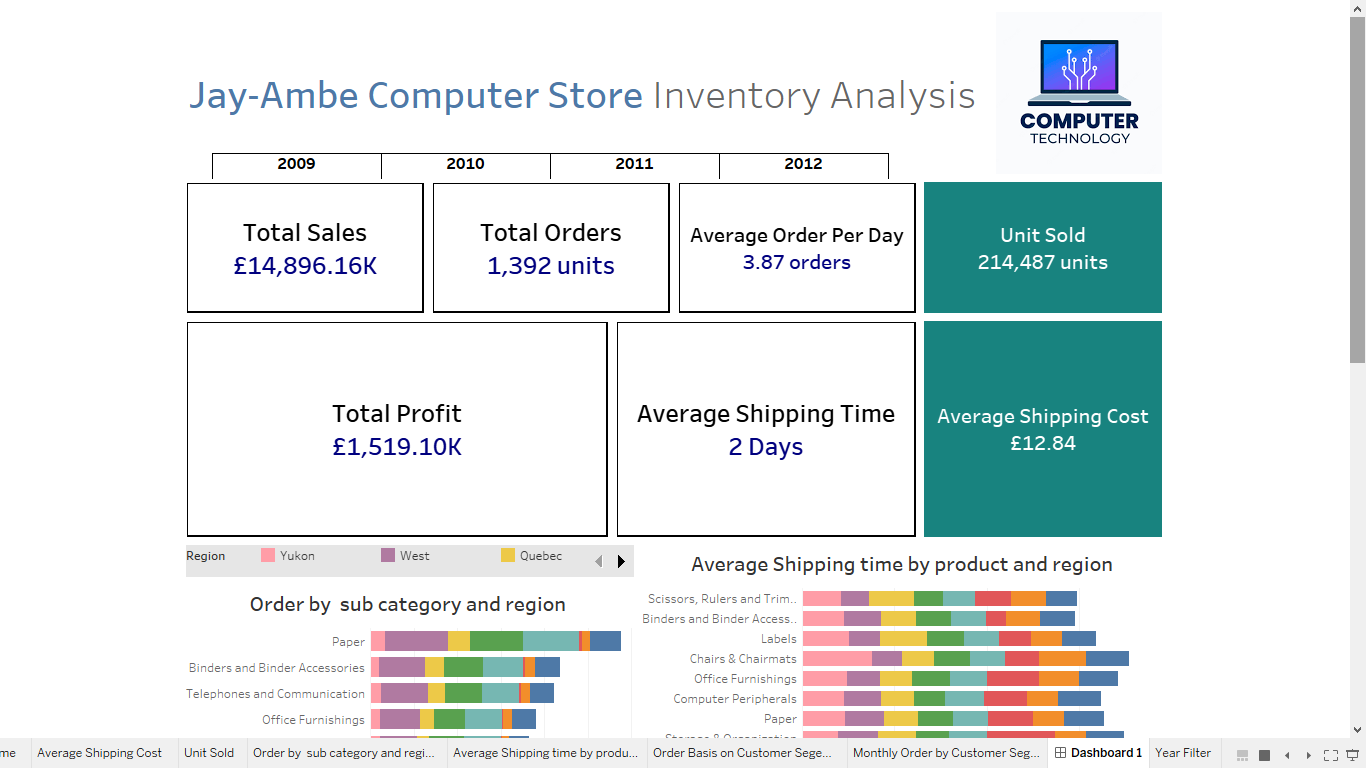 Jay-Ambe Computer Store Inventory Analysis
COMPUTER
TECHNOLOGY
2009 2010 2011 2012
Total Sales
£14,896.16K
Total Orders
1,392 units
Average Order Per Day
3.87 orders
Unit Sold
214,487 units
Total Profit
£1,519.10K
Average Shipping Time
2 Days
Average Shipping Cost
£12.84
Region Yukon West Quebec
Order by sub category and region
Paper
Binders and Binder Accessories
Telephones and Communication
Office Furnishings
Average Shipping time by product and region
Scissors, Rulers and Trim..
Binders and Binder Access..
Labels
Chairs & Chairmats
Office Furnishings
Computer Peripherals
Paper
Storage & Organization
me Average Shipping Cost Unit Sold Order by sub category and regi... Average Shipping time by produ... Order Basis on Customer Sege... Monthly Order by Customer Seg... Dashboard 1 Year Filter